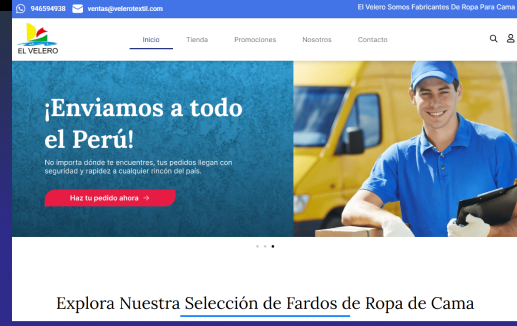 946594938 ventas@velerotextil.com El Velero Somos Fabricantes De Ropa Para Cama
EL VELERO
Inicio Tienda Promociones Nosotros Contacto
¡Enviamos a todo
el Perú!
No importa dónde te encuentres, tus pedidos llegan con
seguridad y rapidez a cualquier rincón del país.
Haz tu pedido ahora →
Explora Nuestra Selección de Fardos de Ropa de Cama